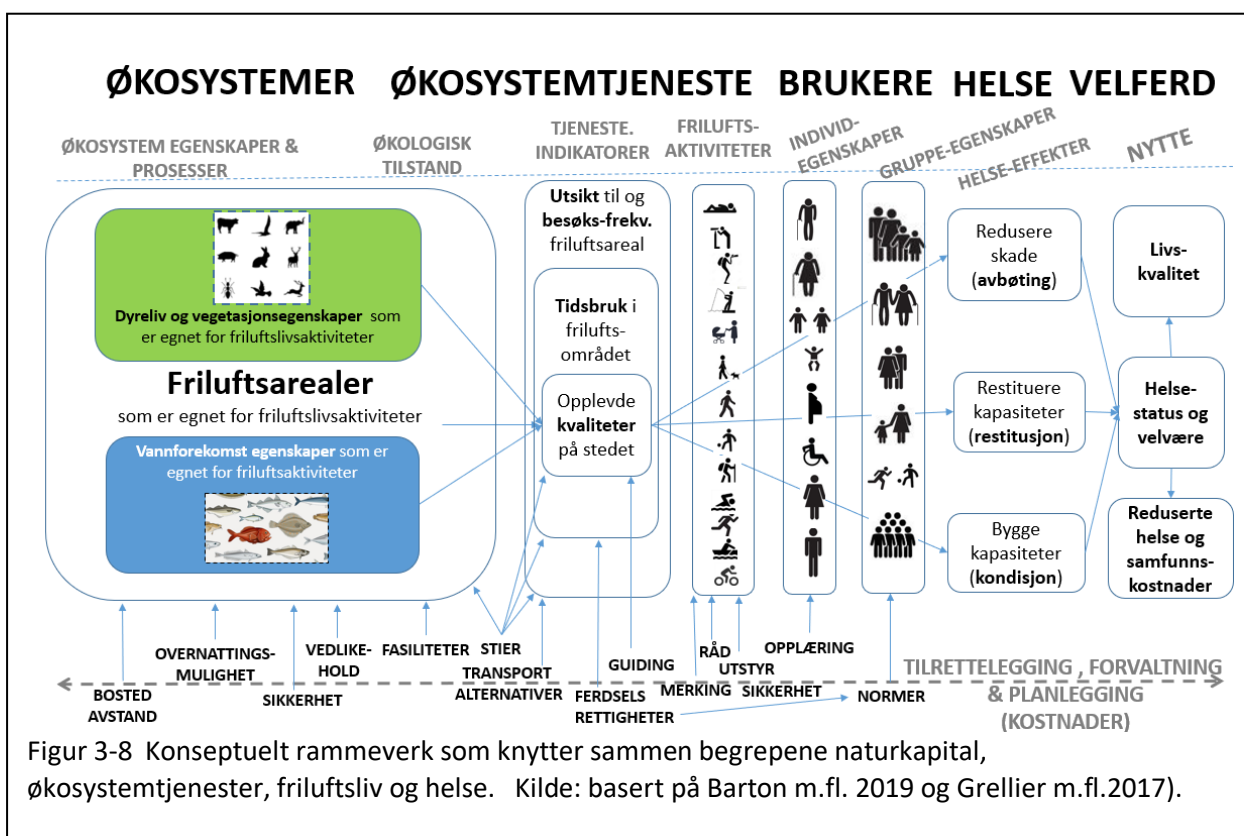 ØKOSYSTEMER ØKOSYSTEMTJENESTE BRUKERE HELSE VELFERD
ØKOSYSTEM EGENSKAPER &
PROSESSER
ØKOLOGISK
TILSTAND
TJENESTE.
INDIKATORER
FRILUFTS-
AKTIVITETER
INDIVID-
EGENSKAPER
GRUPPE-EGENSKAPER
HELSE-EFFEKTER
NYTTE
Dyreliv og vegetasjonsegenskaper som
er egnet for friluftslivsaktiviteter
Friluftsarealer
som er egnet for friluftslivsaktiviteter
Vannforekomst egenskaper som er
egnet for friluftsaktiviteter
Utsikt til og
besøks-frekv.
friluftsareal
Tidsbruk i
frilufts-
området
Opplevde
kvaliteter
på stedet
Redusere
skade
(avbøting)
Restituere
kapasiteter
(restitusjon)
Bygge
kapasiteter
(kondisjon)
Livs-
kvalitet
Helse-
status og
velvære
Reduserte
helse og
samfunns-
kostnader
BOSTED
AVSTAND
OVERNATTINGS-
MULIGHET
SIKKERHET
VEDLIKE-
HOLD
FASILITETER
STIER
TRANSPORT
ALTERNATIVER
FERDSELS
RETTIGHETER
GUIDING
MERKING
RÅD
UTSTYR
SIKKERHET
OPPLÆRING
NORMER
TILRETTELEGGING , FORVALTNING
& PLANLEGGING
(KOSTNADER)
Figur 3-8 Konseptuelt rammeverk som knytter sammen begrepene naturkapital,
økosystemtjenester, friluftsliv og helse. Kilde: basert på Barton m.fl. 2019 og Grellier m.fl.2017).